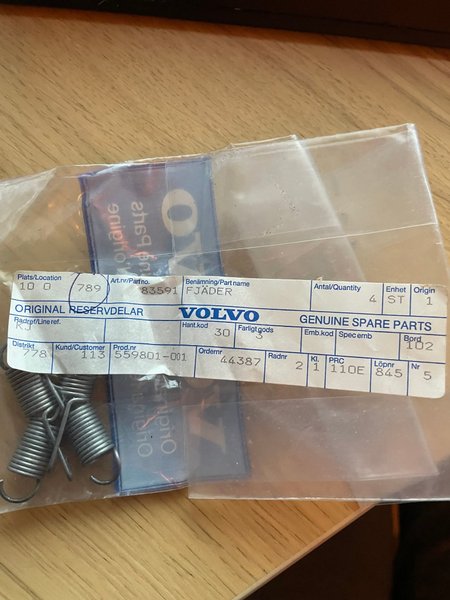 Plats/Location Art.nr/Part no. Benämning/Part name Antal/Quantity Enhet Origin
10 0 789 83591 FJÄDER 4 ST 1
ORIGINAL RESERVDELAR VOLVO GENUINE SPARE PARTS
Radref/Line ref. Hant.kod Farligt gods Emb.kod Spec emb Bord
RJ 30 3 102
Distrikt Kund/Customer Prod.nr Ordernr Radnr Kl. PRC Löpnr Nr
778 113 559801-001 44387 2 1 110E 845 5